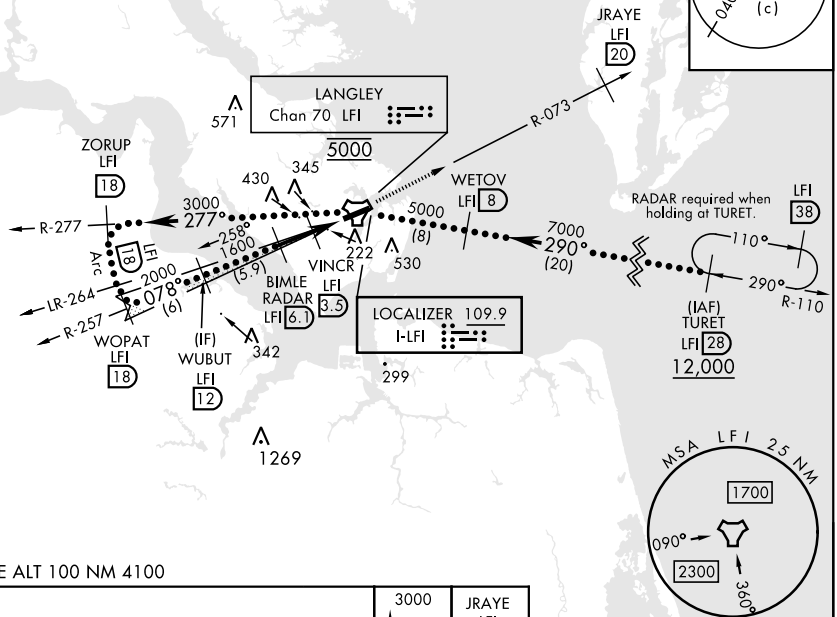 040
(c)
JRAYE
LFI
20
R-073
LANGLEY
Chan 70 LFI
5000
571
ZORUP
LFI
18
430
345
3000
277°
R-277
258°
1600
(5.9)
Arc
18
LFI
2000
078°
(6)
LR-264
R-257
WOPAT
LFI
18
(IF)
WUBUT
LFI
12
BIMLE
RADAR
LFI 6.1
VINCR
LFI
3.5
222
530
342
WETOV
LFI 8
5000
(8)
7000
290°
(20)
RADAR required when
holding at TURET.
LFI
38
110°
290°
R-110
(IAF)
TURET
LFI 28
12,000
LOCALIZER 109.9
I-LFI
299
1269
MSA LFI 25 NM
1700
090°
2300
360°
E ALT 100 NM 4100
3000
JRAYE